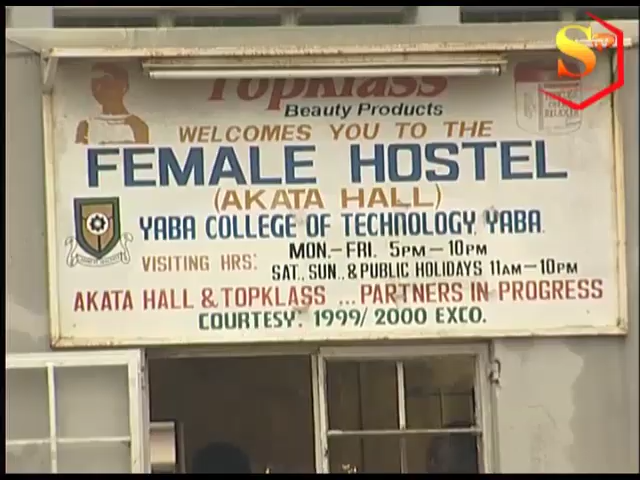 STV
Topklass
Beauty Products
WELCOMES YOU TO THE
FEMALE HOSTEL
(AKATA HALL)
YABA COLLEGE OF TECHNOLOGY, YABA.
VISITING HRS: MON.-FRI. 5PM-10PM
SAT., SUN., & PUBLIC HOLIDAYS 11AM-10PM
AKATA HALL & TOPKLASS ... PARTNERS IN PROGRESS
COURTESY: 1999/2000 EXCO.